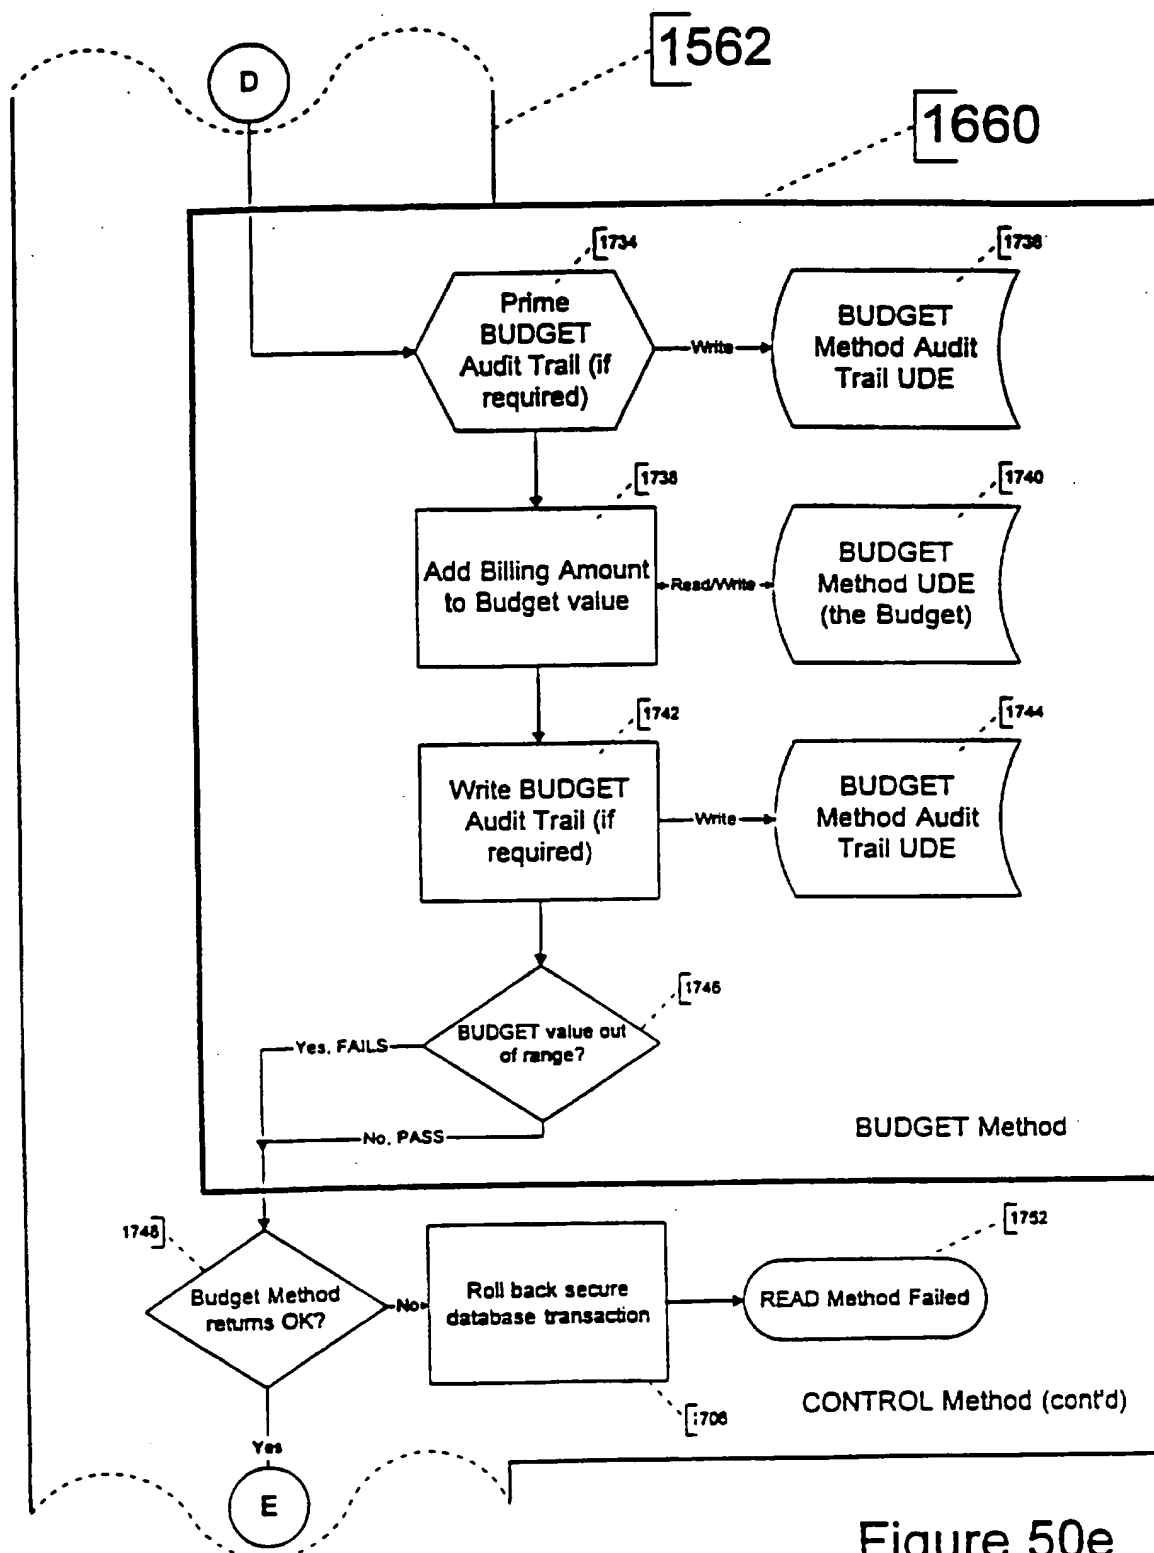 1562
D
1660
1734
1736
Prime
BUDGET
Audit Trail (if
required)
Write
BUDGET
Method Audit
Trail UDE
1738
1740
Add Billing Amount
to Budget value
Read/Write
BUDGET
Method UDE
(the Budget)
1742
1744
Write BUDGET
Audit Trail (if
required)
Write
BUDGET
Method Audit
Trail UDE
1746
BUDGET value out
of range?
Yes, FAILS
No, PASS
BUDGET Method
1748
1752
Budget Method
returns OK?
No
Roll back secure
database transaction
READ Method Failed
1706
CONTROL Method (cont'd)
Yes
E
Figure 50e